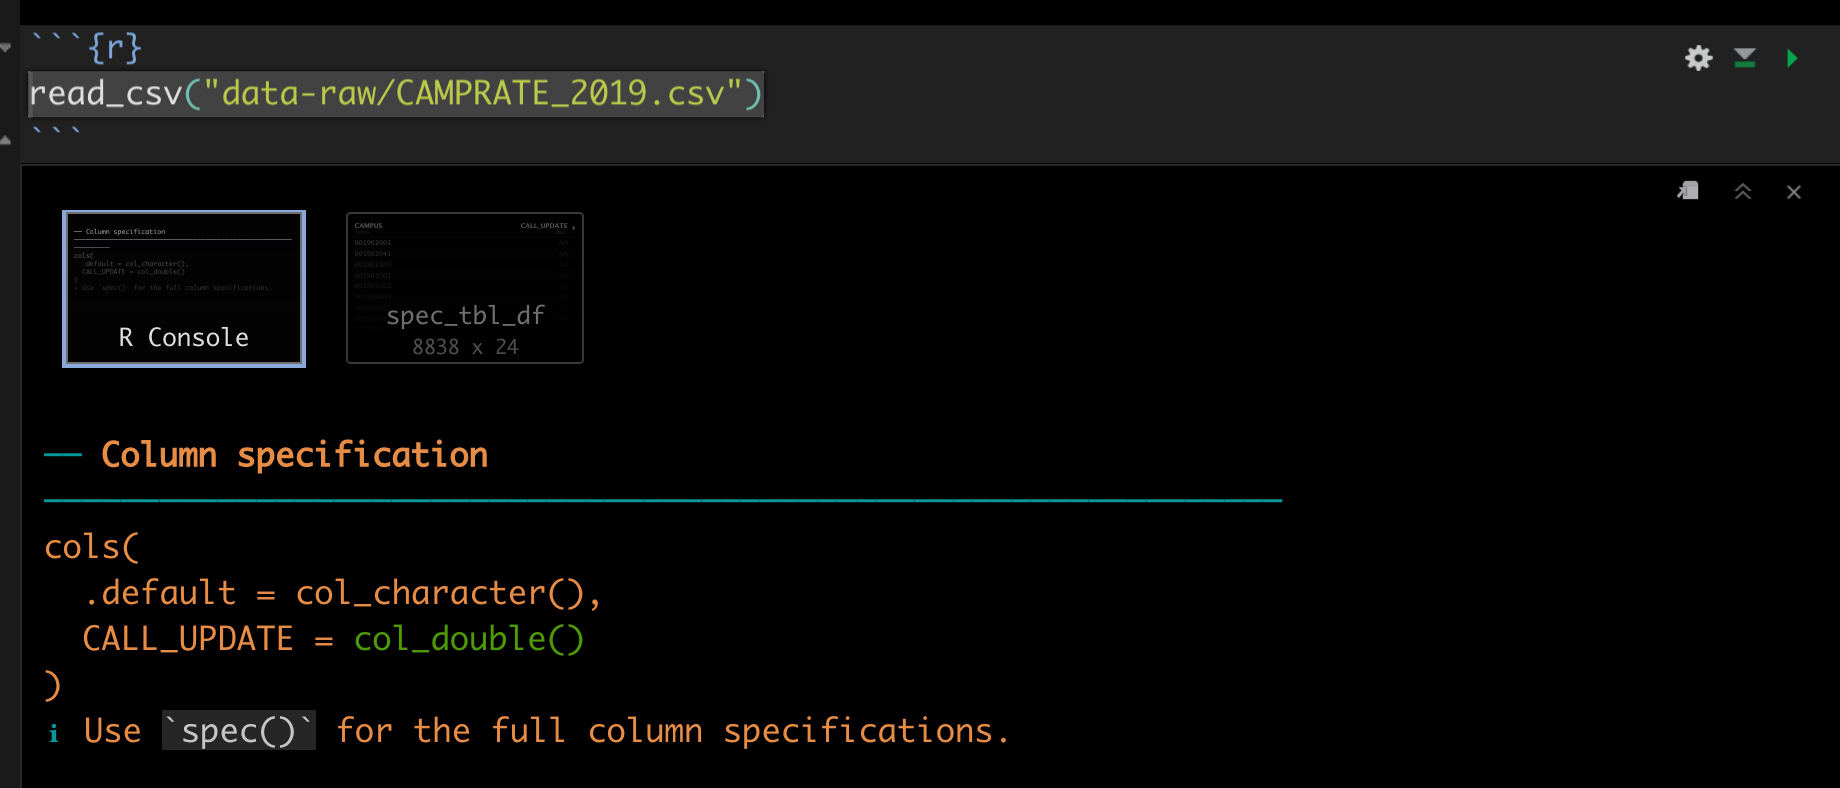 ```{r}
read_csv("data-raw/CAMPRATE_2019.csv")
```
── Column specification
cols(
.default = col_character(),
CALL_UPDATE = col_double()
)
ℹ Use `spec()` for the full column specifications.
R Console
CAMPUS CALL_UPDATE
001902001
001902041
spec_tbl_df
8838 x 24
── Column specification
cols(
  .default = col_character(),
  CALL_UPDATE = col_double()
)
ℹ Use `spec()` for the full column specifications.